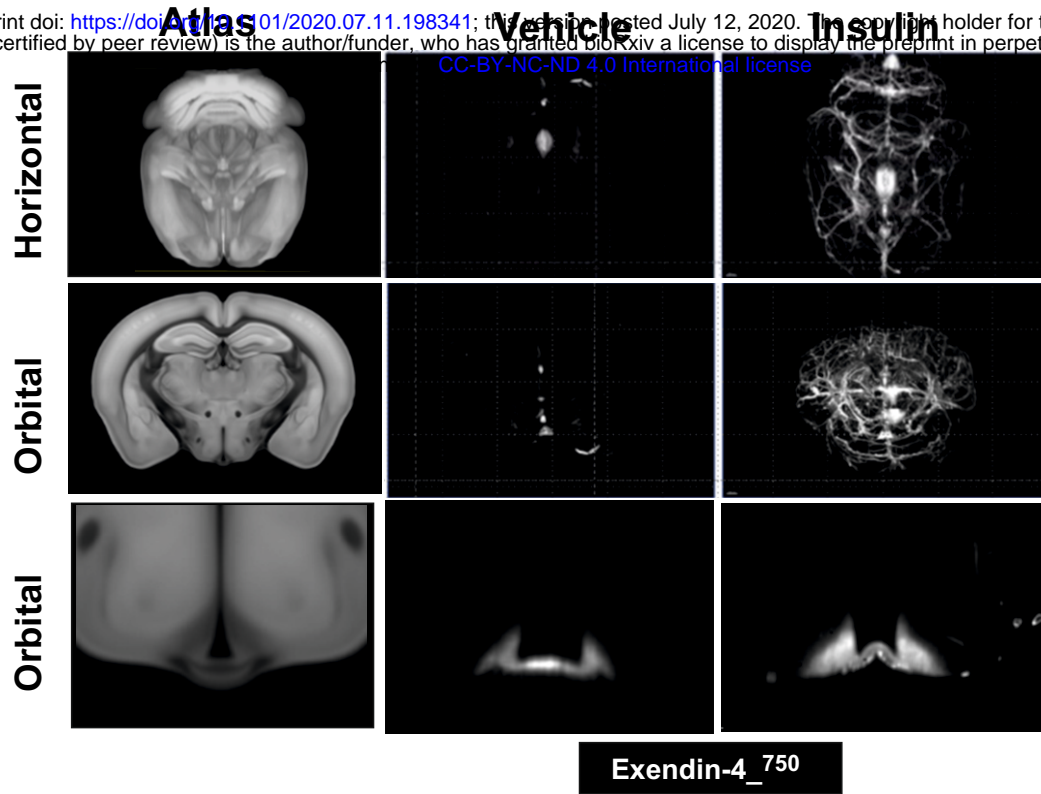 int doi: https://doi.org/10.1101/2020.07.11.198341; this version posted July 12, 2020. The copyright holder for t
certified by peer review) is the author/funder, who has granted bioRxiv a license to display the preprint in perpet
CC-BY-NC-ND 4.0 International license
Atlas Vehicle Insulin
Horizontal
Orbital
Orbital
Exendin-4_750